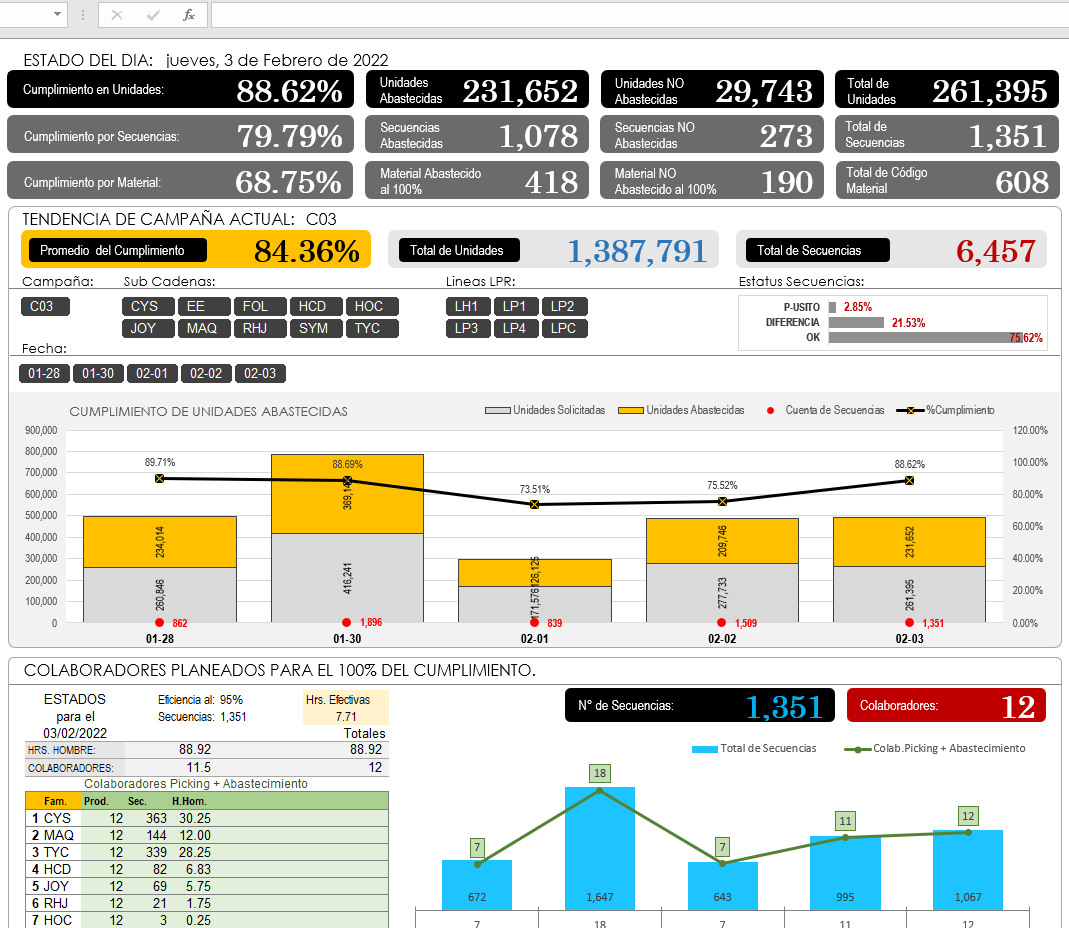 fx
ESTADO DEL DIA: jueves, 3 de Febrero de 2022
Cumplimiento en Unidades: 88.62%
Unidades Abastecidas 231,652
Unidades NO Abastecidas 29,743
Total de Unidades 261,395
Cumplimiento por Secuencias: 79.79%
Secuencias Abastecidas 1,078
Secuencias NO Abastecidas 273
Total de Secuencias 1,351
Cumplimiento por Material: 68.75%
Material Abastecido al 100% 418
Material NO Abastecido al 100% 190
Total de Código Material 608
TENDENCIA DE CAMPAÑA ACTUAL: C03
Promedio del Cumplimiento 84.36%
Total de Unidades 1,387,791
Total de Secuencias 6,457
Campaña: Sub Cadenas: Lineas LPR: Estatus Secuencias:
C03 CYS EE FOL HCD HOC LH1 LP1 LP2
JOY MAQ RHJ SYM TYC LP3 LP4 LPC
P-USITO 2.85%
DIFERENCIA 21.53%
OK 75.62%
Fecha:
01-28 01-30 02-01 02-02 02-03
CUMPLIMIENTO DE UNIDADES ABASTECIDAS
Unidades Solicitadas Unidades Abastecidas Cuenta de Secuencias %Cumplimiento
900,000 120.00%
800,000
700,000 100.00%
600,000 80.00%
500,000 60.00%
400,000
300,000 40.00%
200,000 20.00%
100,000
0 0.00%
89.71% 88.69% 73.51% 75.52% 88.62%
234,014 369,14 126,125 209,746 231,652
260,846 416,241 171,576 277,733 261,395
862 1,896 839 1,509 1,351
01-28 01-30 02-01 02-02 02-03
COLABORADORES PLANEADOS PARA EL 100% DEL CUMPLIMIENTO.
ESTADOS Eficiencia al: 95% Hrs. Efectivas
para el Secuencias: 1,351 7.71
03/02/2022 Totales
HRS. HOMBRE: 88.92 88.92
COLABORADORES: 11.5 12
Colaboradores Picking + Abastecimiento
Fam. Prod. Sec. H.Hom.
1 CYS 12 363 30.25
2 MAQ 12 144 12.00
3 TYC 12 339 28.25
4 HCD 12 82 6.83
5 JOY 12 69 5.75
6 RHJ 12 21 1.75
7 HOC 12 3 0.25
N° de Secuencias: 1,351
Colaboradores: 12
Total de Secuencias Colab.Picking + Abastecimiento
7 18 7 11 12
672 1,647 643 995 1,067
7 18 7 11 12